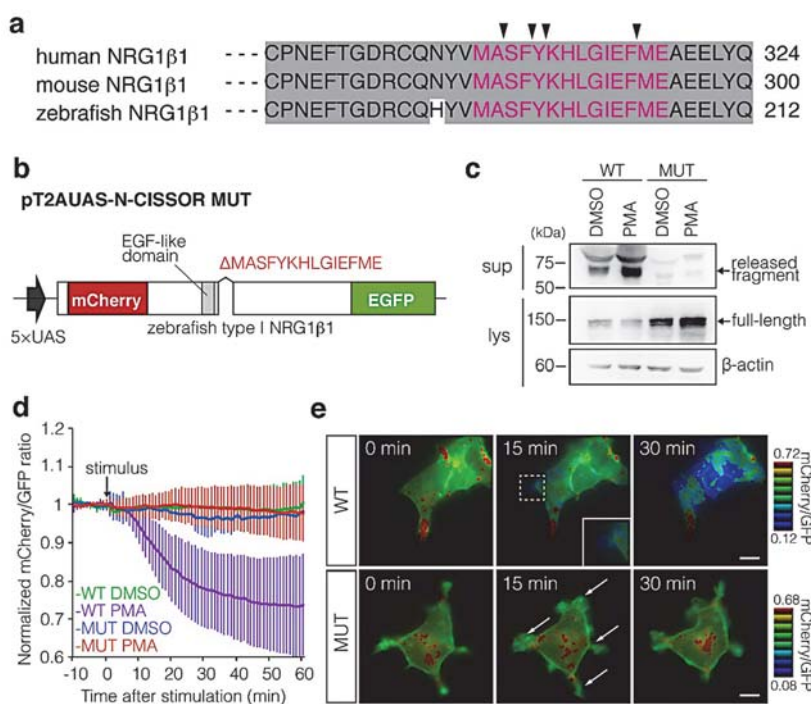 a
human NRG1β1 --- CPNEFTGDRCQNYVMASFYKHLGIEFMEAEELYQ 324
mouse NRG1β1 --- CPNEFTGDRCQNYVMASFYKHLGIEFMEAEELYQ 300
zebrafish NRG1β1 --- CPNEFTGDRCQHYVMASFYKHLGIEFMEAEELYQ 212
b
pT2AUAS-N-CISSOR MUT
EGF-like
domain
ΔMASFYKHLGIEFME
mCherry
EGFP
5×UAS
zebrafish type I NRG1β1
c
WT MUT
DMSO PMA DMSO PMA
(kDa)
sup
75
50
released
fragment
lys
150
full-length
60
β-actin
d
Normalized mCherry/GFP ratio
1.2
1.1
1
0.9
0.8
0.7
0.6
stimulus
-WT DMSO
-WT PMA
-MUT DMSO
-MUT PMA
-10 0 10 20 30 40 50 60
Time after stimulation (min)
e
WT
0 min 15 min 30 min
0.72
mCherry/GFP
0.12
MUT
0 min 15 min 30 min
0.68
mCherry/GFP
0.08